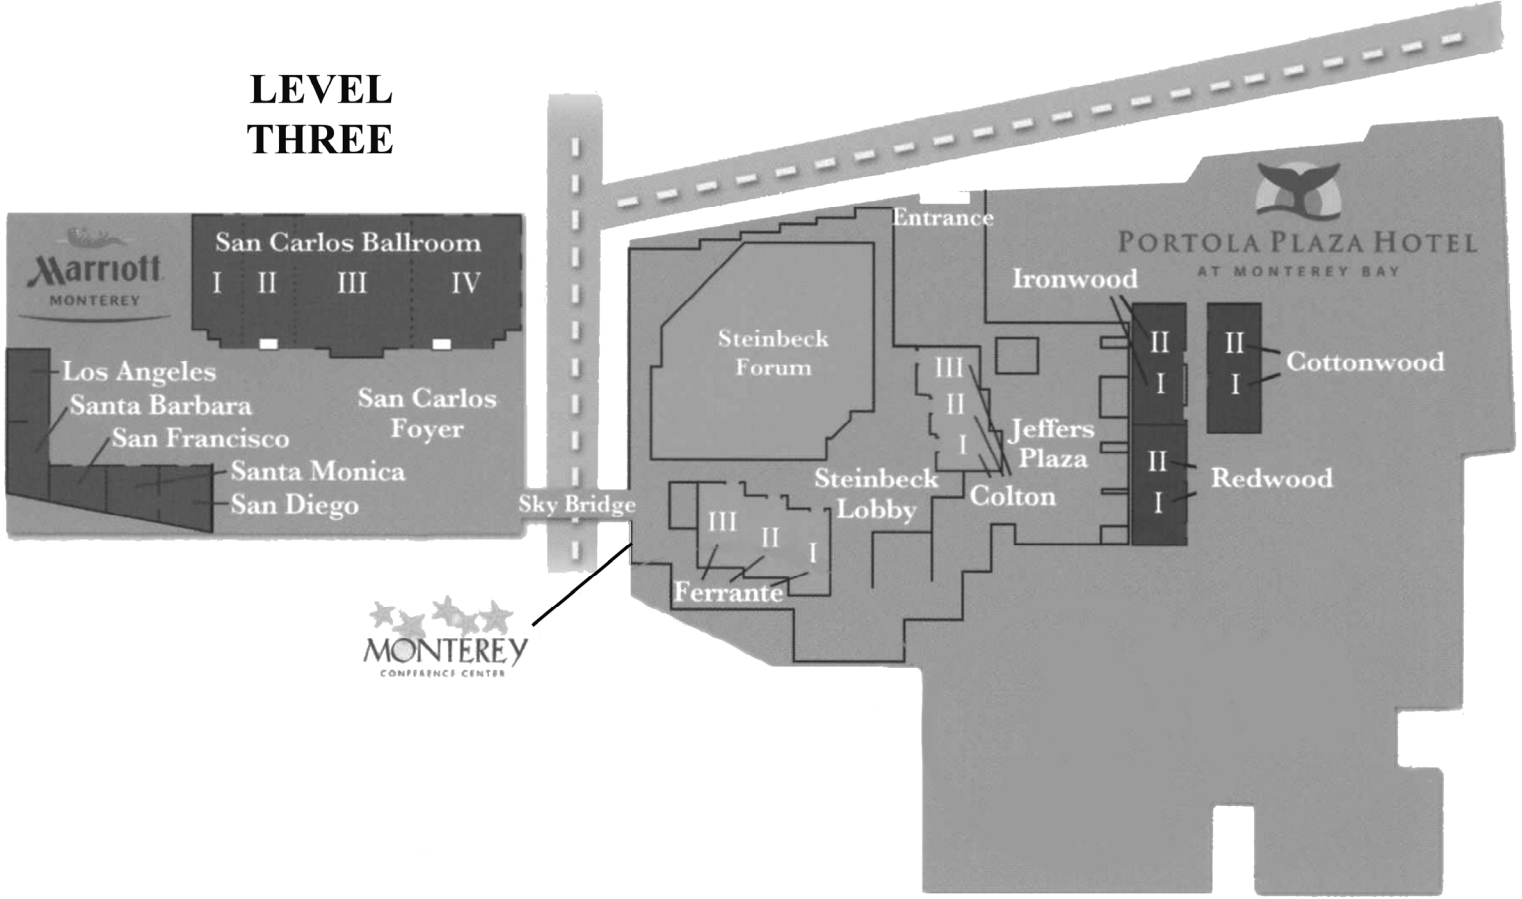 LEVEL
THREE
Marriott
MONTEREY
San Carlos Ballroom
I
II
III
IV
Los Angeles
Santa Barbara
San Francisco
Santa Monica
San Diego
San Carlos
Foyer
Sky Bridge
MONTEREY
CONFERENCE CENTER
Entrance
Steinbeck
Forum
III
II
I
Colton
Jeffers
Plaza
Steinbeck
Lobby
III
II
I
Ferrante
PORTOLA PLAZA HOTEL
AT MONTEREY BAY
Ironwood
II
I
II
I
Cottonwood
II
I
Redwood